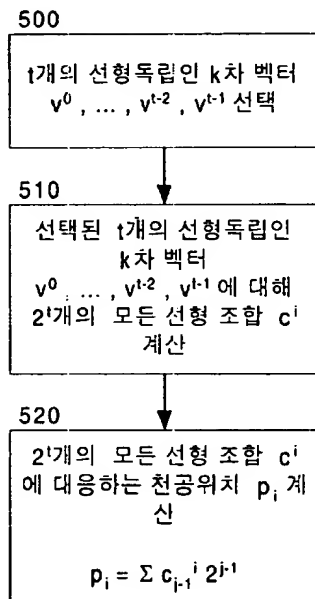 500
t개의 선형독립인 k차 벡터
v⁰ , ... , vᵗ⁻² , vᵗ⁻¹ 선택
510
선택된 t개의 선형독립인
k차 벡터
v⁰ , ... , vᵗ⁻² , vᵗ⁻¹ 에 대해
2ᵗ개의 모든 선형 조합 cⁱ
계산
520
2ᵗ개의 모든 선형 조합 cⁱ
에 대응하는 천공위치 pᵢ 계
산
pᵢ = Σ cⱼ₋₁ⁱ 2ʲ⁻¹